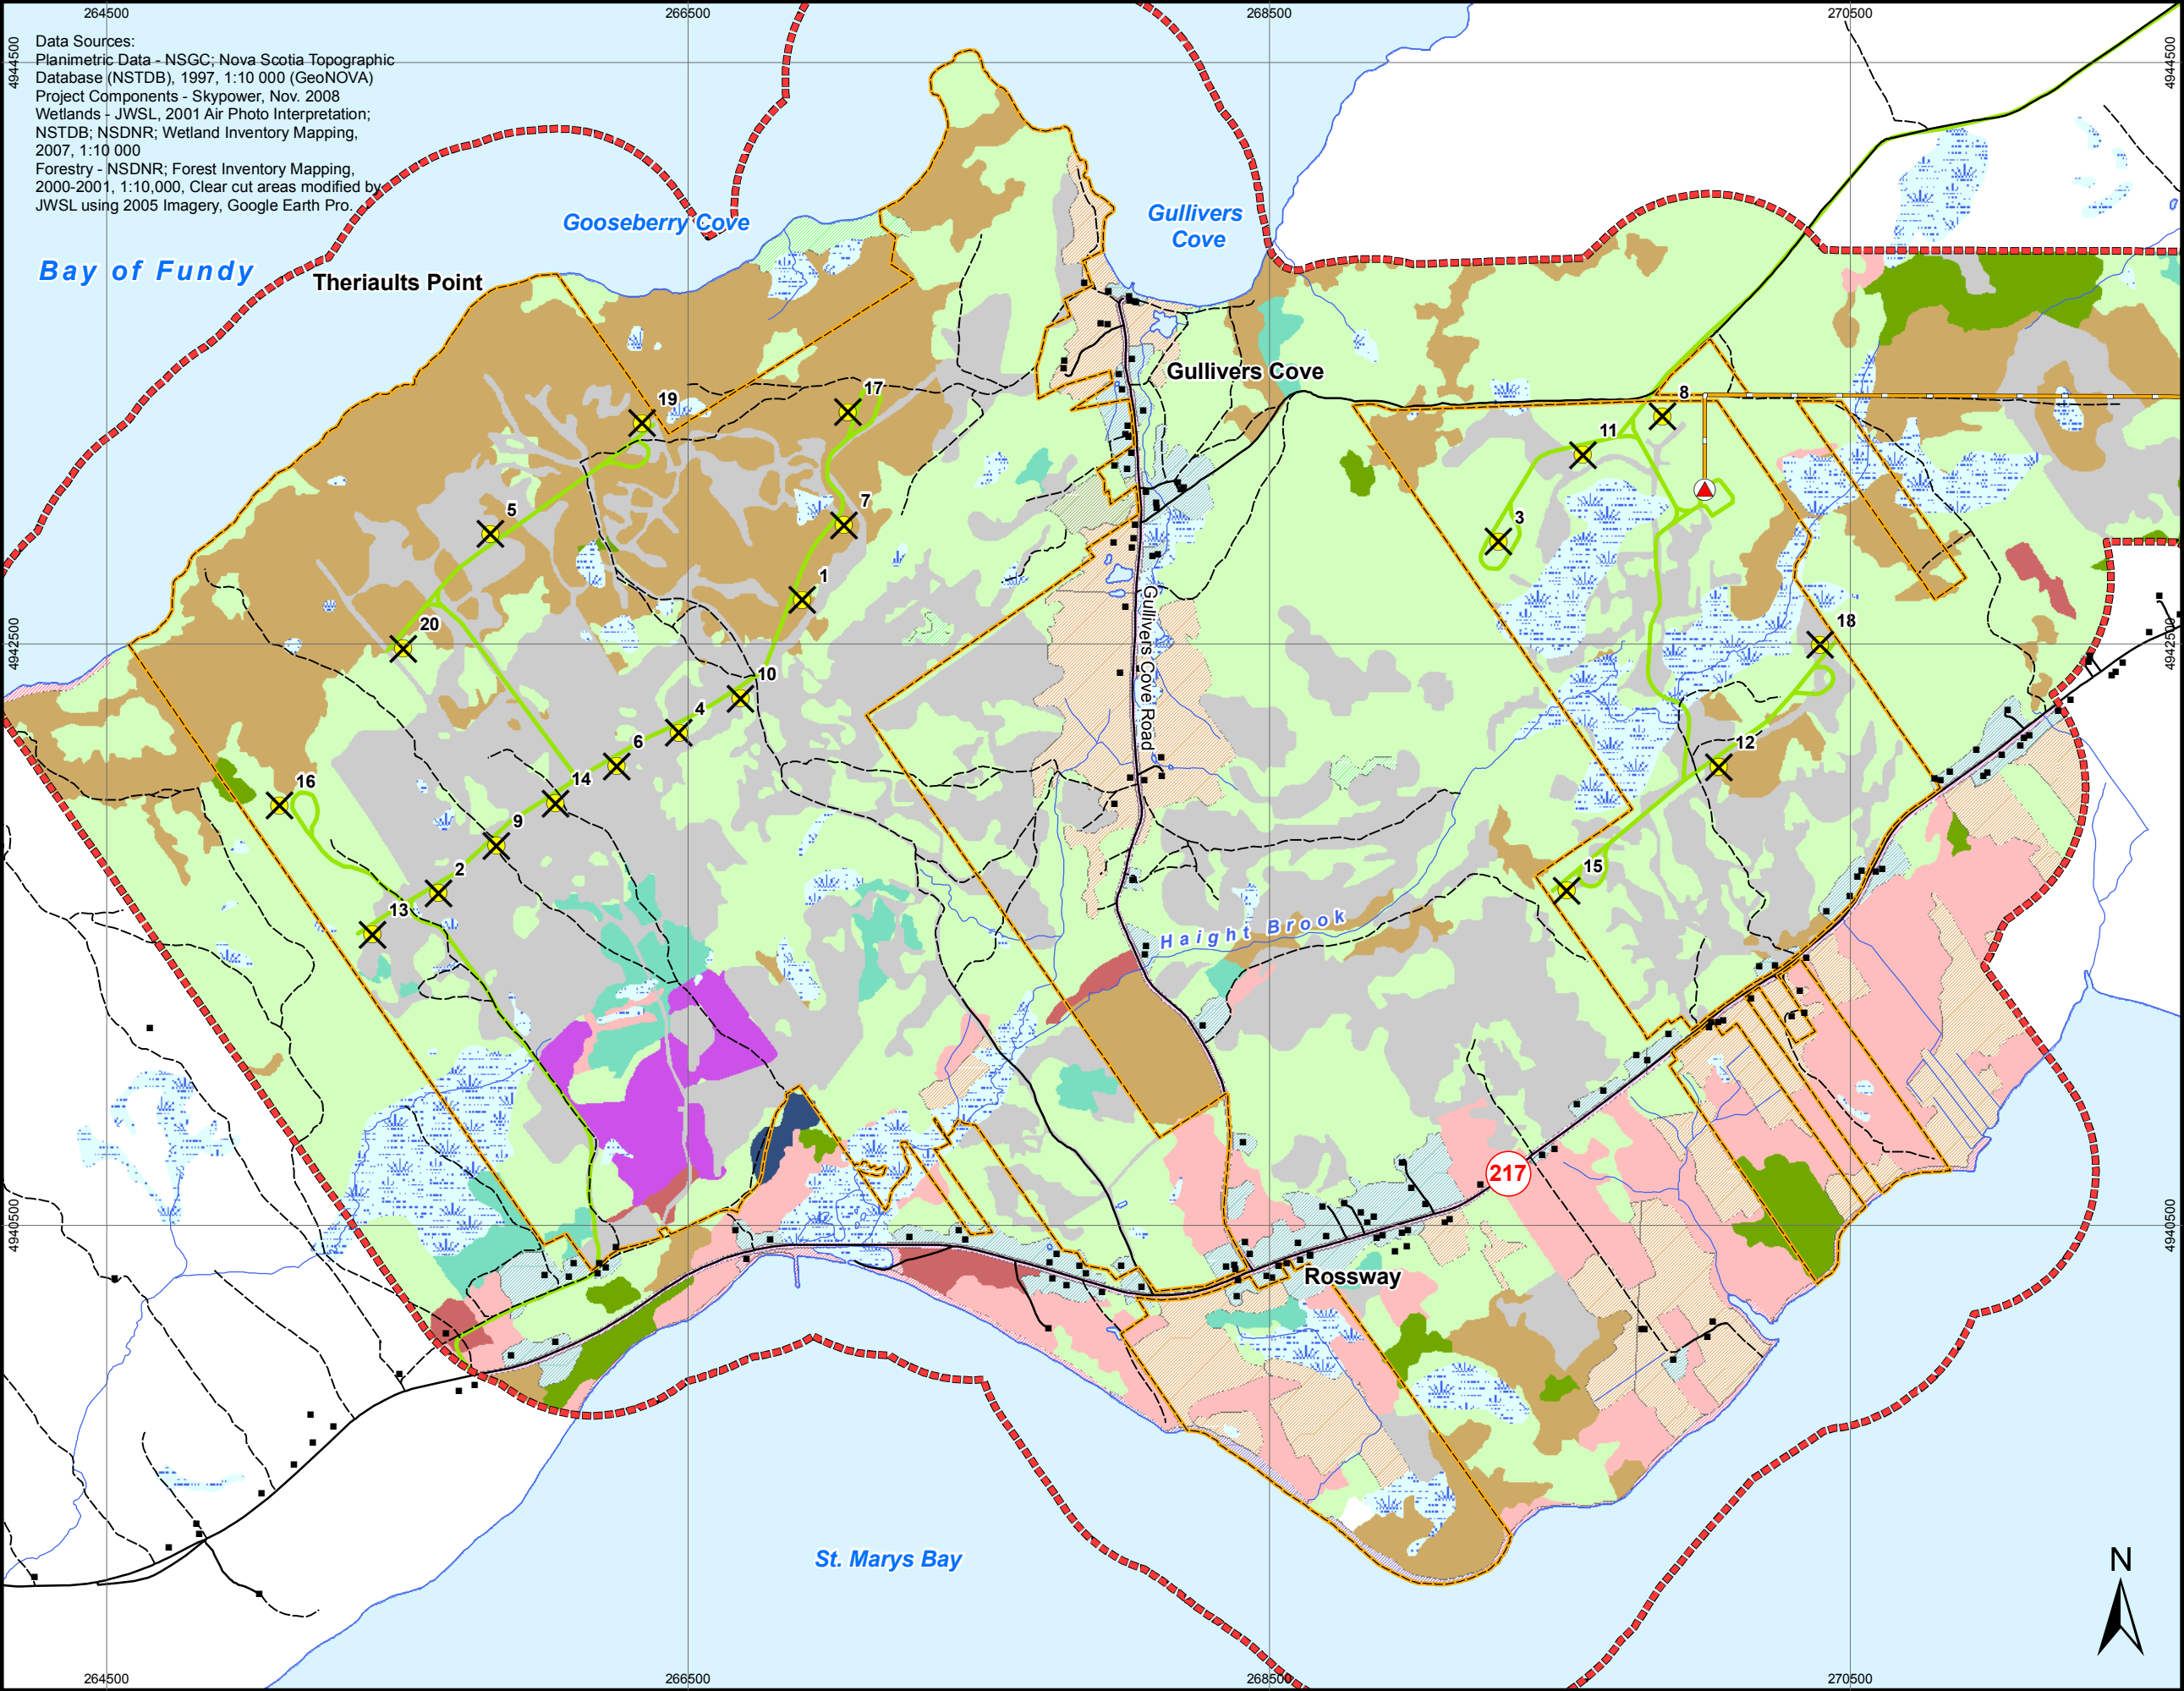 264500
266500
268500
270500
4944500
4944500
Data Sources:
Planimetric Data - NSGC; Nova Scotia Topographic
Database (NSTDB), 1997, 1:10 000 (GeoNOVA)
Project Components - Skypower, Nov. 2008
Wetlands - JWSL, 2001 Air Photo Interpretation;
NSTDB; NSDNR; Wetland Inventory Mapping,
2007, 1:10 000
Forestry - NSDNR; Forest Inventory Mapping,
2000-2001, 1:10,000, Clear cut areas modified by
JWSL using 2005 Imagery, Google Earth Pro.
Gooseberry Cove
Gullivers
Cove
Bay of Fundy
Theriaults Point
Gullivers Cove
17
19
8
11
5
7
3
1
20
18
4942500
4942500
Gullivers Cove Road
10
4
6
12
14
16
9
2
15
13
Haight Brook
217
4940500
4940500
Rossway
St. Marys Bay
N
264500
266500
268500
270500